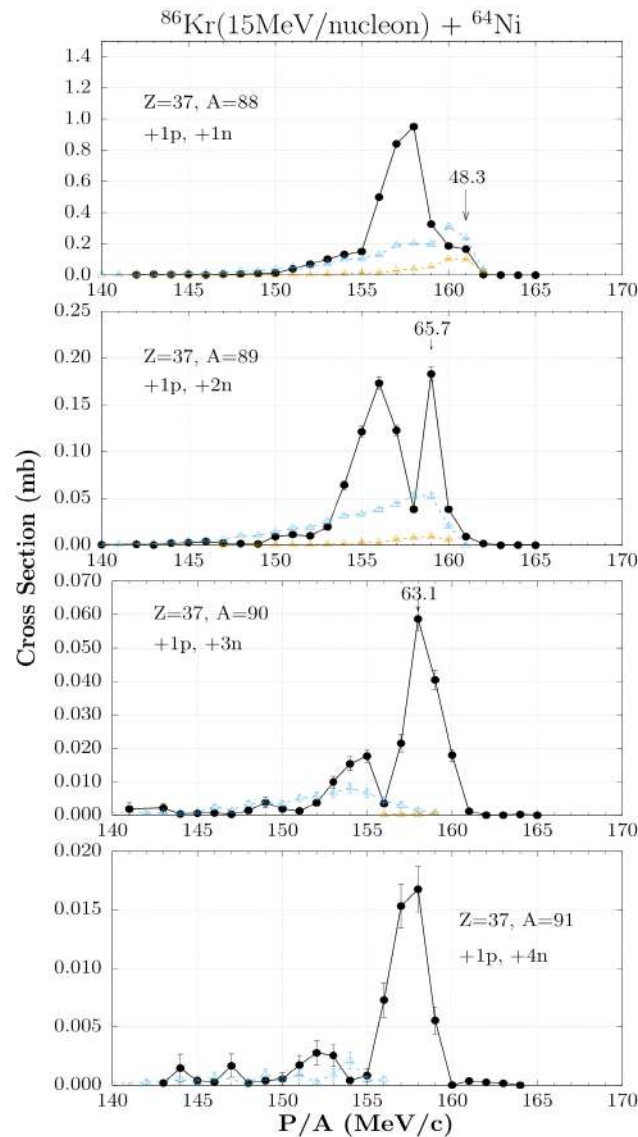 ⁸⁶Kr(15MeV/nucleon) + ⁶⁴Ni
Cross Section (mb)
1.4
1.2
1.0
0.8
0.6
0.4
0.2
0.0
Z=37, A=88
+1p, +1n
48.3
140 145 150 155 160 165 170
0.25
0.20
0.15
0.10
0.05
0.00
Z=37, A=89
+1p, +2n
65.7
140 145 150 155 160 165 170
0.070
0.060
0.050
0.040
0.030
0.020
0.010
0.000
Z=37, A=90
+1p, +3n
63.1
140 145 150 155 160 165 170
0.020
0.015
0.010
0.005
0.000
Z=37, A=91
+1p, +4n
140 145 150 155 160 165 170
P/A (MeV/c)